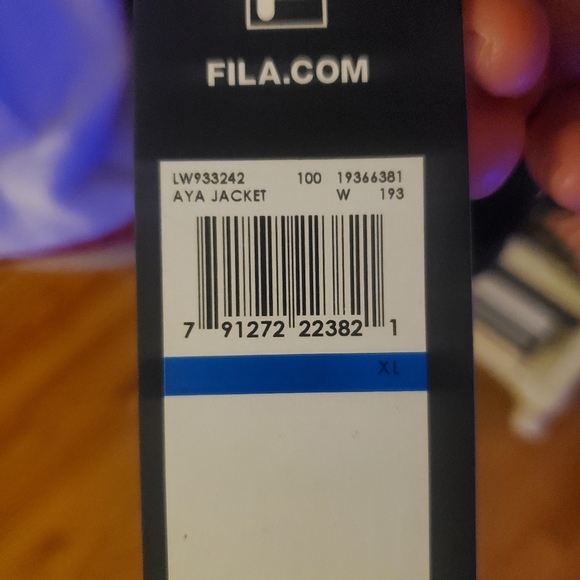 FILA.COM
LW933242 100 19366381
AYA JACKET W 193
7 91272 22382 1
XL